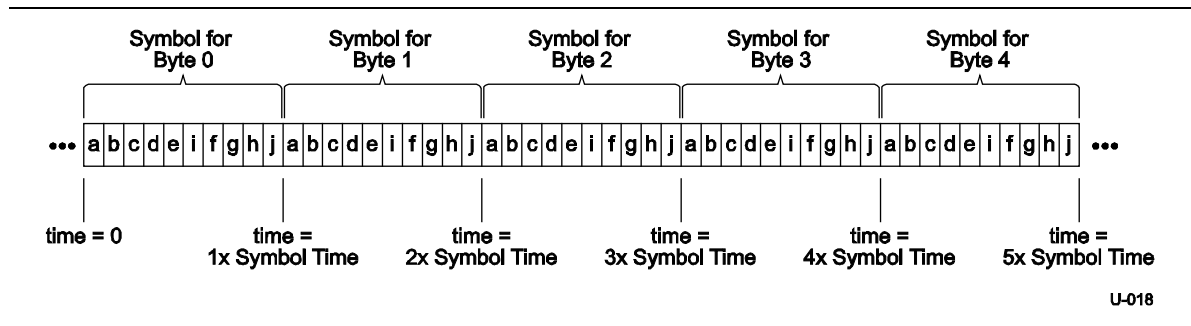 Symbol for Symbol for Symbol for Symbol for Symbol for
Byte 0 Byte 1 Byte 2 Byte 3 Byte 4
••• a b c d e i f g h j a b c d e i f g h j a b c d e i f g h j a b c d e i f g h j a b c d e i f g h j •••
time = 0 time = time = time = time = time =
1x Symbol Time 2x Symbol Time 3x Symbol Time 4x Symbol Time 5x Symbol Time
U-018